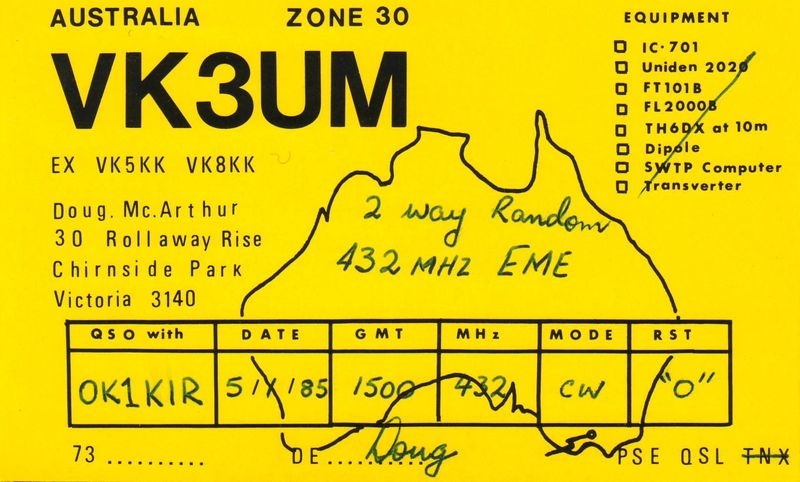 AUSTRALIA ZONE 30
VK3UM
EX VK5KK VK8KK
Doug. Mc.Arthur
30 Rollaway Rise
Chirnside Park
Victoria 3140
EQUIPMENT
IC-701
Uniden 2020
FT101B
FL2000B
TH6DX at 10m
Dipole
SWTP Computer
Transverter
2 way Random
432 MHZ EME
QSO with DATE GMT MHz MODE RST
OK1KIR 5/X/85 1500 432 CW "O"
73 .......... DE.......... Doug PSE QSL TNX